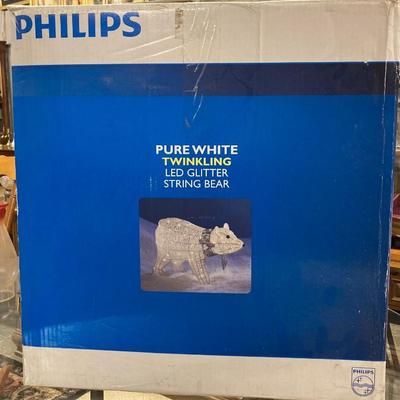 PHILIPS
PURE WHITE
TWINKLING
LED GLITTER
STRING BEAR
PHILIPS